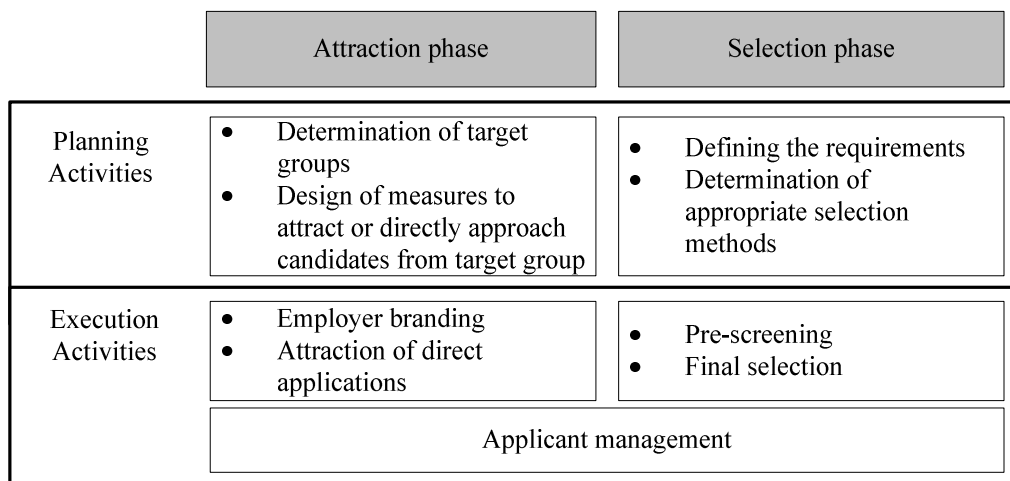 Attraction phase
Selection phase
Planning
Activities
• Determination of target
groups
• Design of measures to
attract or directly approach
candidates from target group
• Defining the requirements
• Determination of
appropriate selection
methods
Execution
Activities
• Employer branding
• Attraction of direct
applications
• Pre-screening
• Final selection
Applicant management